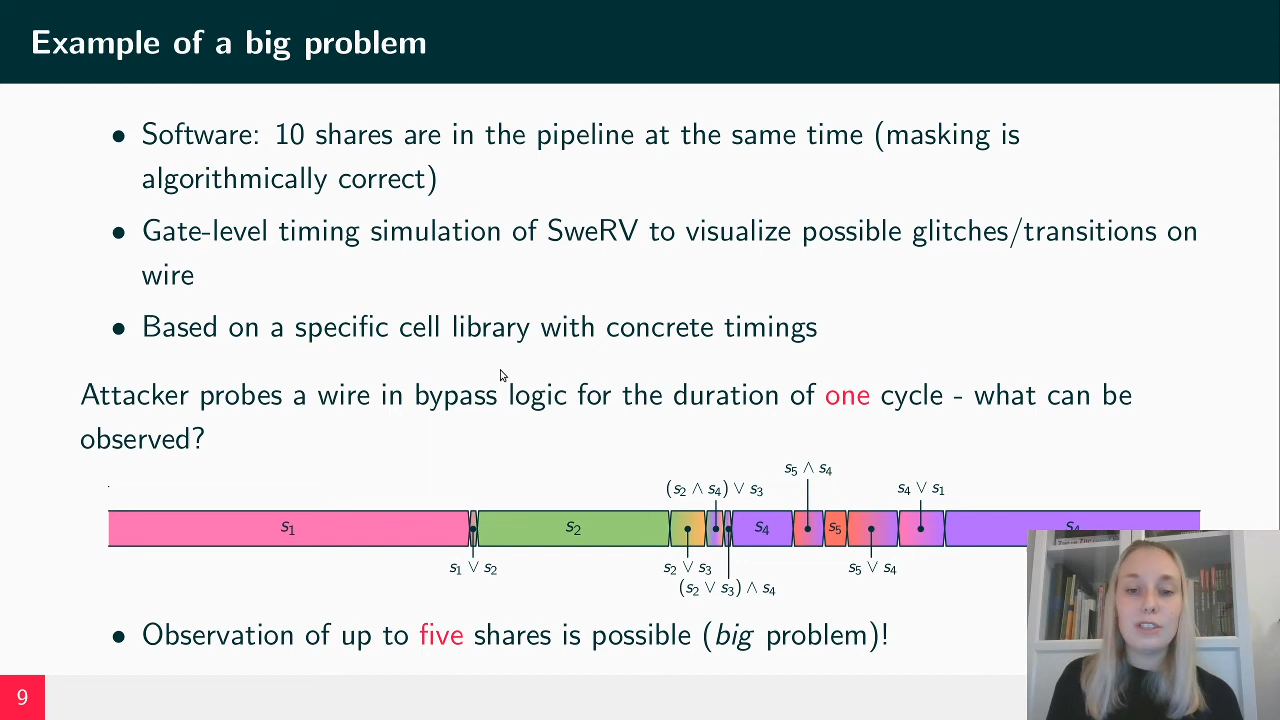 Example of a big problem
• Software: 10 shares are in the pipeline at the same time (masking is
algorithmically correct)
• Gate-level timing simulation of SweRV to visualize possible glitches/transitions on
wire
• Based on a specific cell library with concrete timings
Attacker probes a wire in bypass logic for the duration of one cycle - what can be
observed?
s₅ ∧ s₄
(s₂ ∧ s₄) ∨ s₃ s₄ ∨ s₁
s₁ s₂ s₄ s₅ s₄
s₁ ∨ s₂ s₂ ∨ s₃ s₅ ∨ s₄
(s₂ ∨ s₃) ∧ s₄
• Observation of up to five shares is possible (big problem)!
9